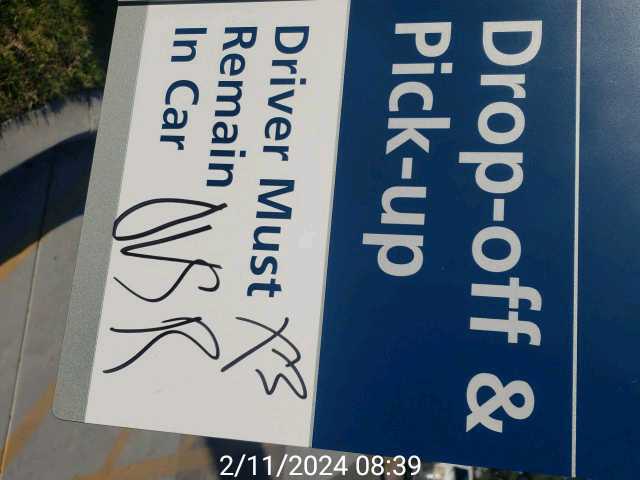 Drop-off &
Pick-up
Driver Must
Remain
In Car
2/11/2024 08:39